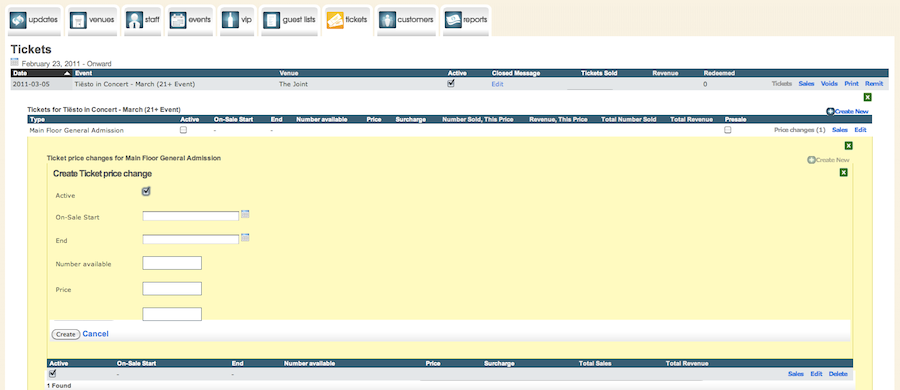 updates venues staff events vip guest lists tickets customers reports
Tickets
February 23, 2011 - Onward
Date Event Venue Active Closed Message Tickets Sold Revenue Redeemed
2011-03-05 Tiësto in Concert - March (21+ Event) The Joint Edit 0 Tickets Sales Voids Print Remit
X
Tickets for Tiësto in Concert - March (21+ Event)
Create New
Type Active On-Sale Start End Number available Price Surcharge Number Sold, This Price Revenue, This Price Total Number Sold Total Revenue Presale
Main Floor General Admission - - Price changes (1) Sales Edit
X
Ticket price changes for Main Floor General Admission
Create New
Create Ticket price change X
Active
On-Sale Start
End
Number available
Price
Create Cancel
Active On-Sale Start End Number available Price Surcharge Total Sales Total Revenue
- - Sales Edit Delete
1 Found